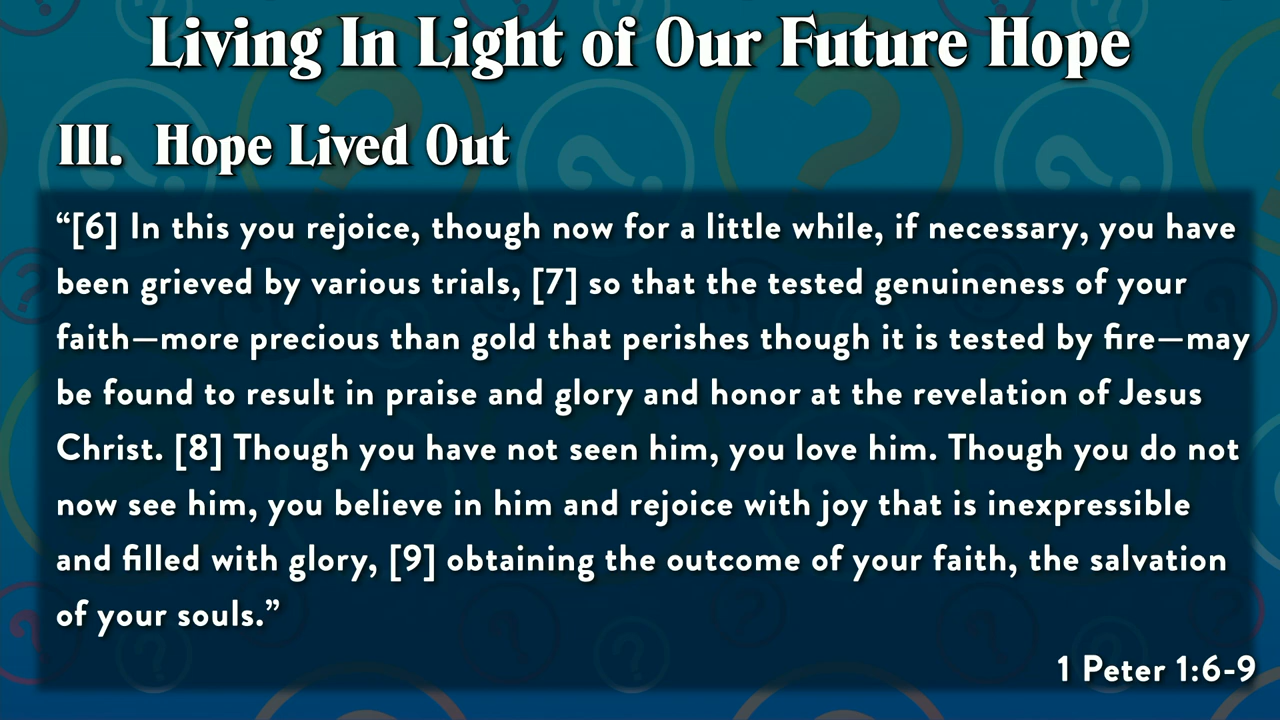 Living In Light of Our Future Hope
III. Hope Lived Out
“[6] In this you rejoice, though now for a little while, if necessary, you have
been grieved by various trials, [7] so that the tested genuineness of your
faith—more precious than gold that perishes though it is tested by fire—may
be found to result in praise and glory and honor at the revelation of Jesus
Christ. [8] Though you have not seen him, you love him. Though you do not
now see him, you believe in him and rejoice with joy that is inexpressible
and filled with glory, [9] obtaining the outcome of your faith, the salvation
of your souls.”
1 Peter 1:6-9